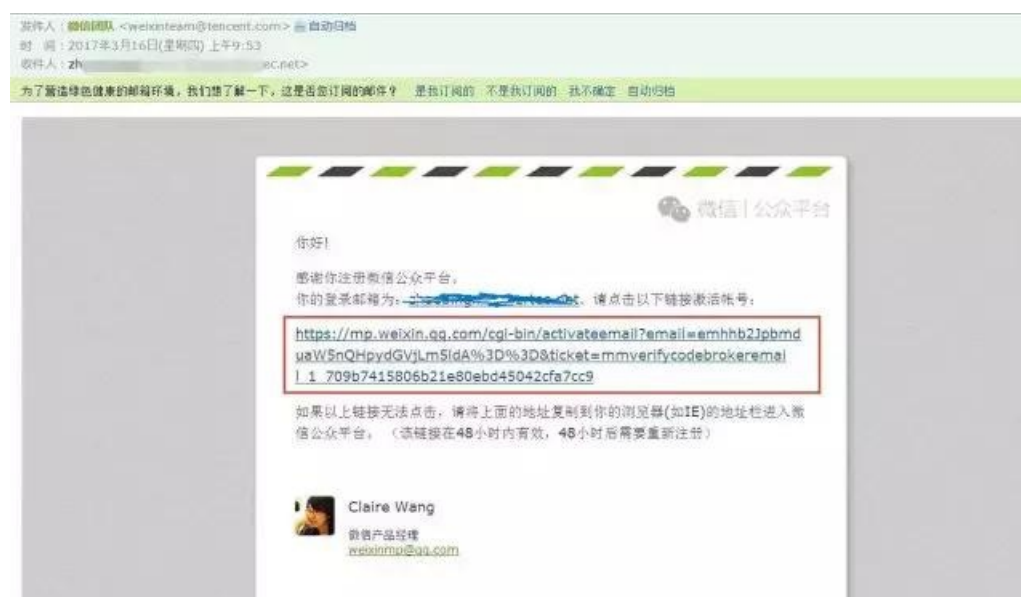 发件人：微信团队 <weixinteam@tencent.com> 自动归档
时 间：2017年3月16日(星期四) 上午9:53
收件人：zh ec.net>
为了营造绿色健康的邮箱环境，我们想了解一下，这是否您订阅的邮件？ 是我订阅的 不是我订阅的 我不确定 自动归档
微信|公众平台
你好!
感谢你注册微信公众平台。
你的登录邮箱为： 。请点击以下链接激活帐号：
https://mp.weixin.qq.com/cgi-bin/activateemail?email=emhhb2Jpbmd
uaW5nQHpydGVjLm5ldA%3D%3D&ticket=mmverifycodebrokeremai
l_1_709b7415806b21e80ebd45042cfa7cc9
如果以上链接无法点击，请将上面的地址复制到你的浏览器(如IE)的地址栏进入微
信公众平台。 （该链接在48小时内有效，48小时后需要重新注册）
Claire Wang
微信产品经理
weixinmp@qq.com